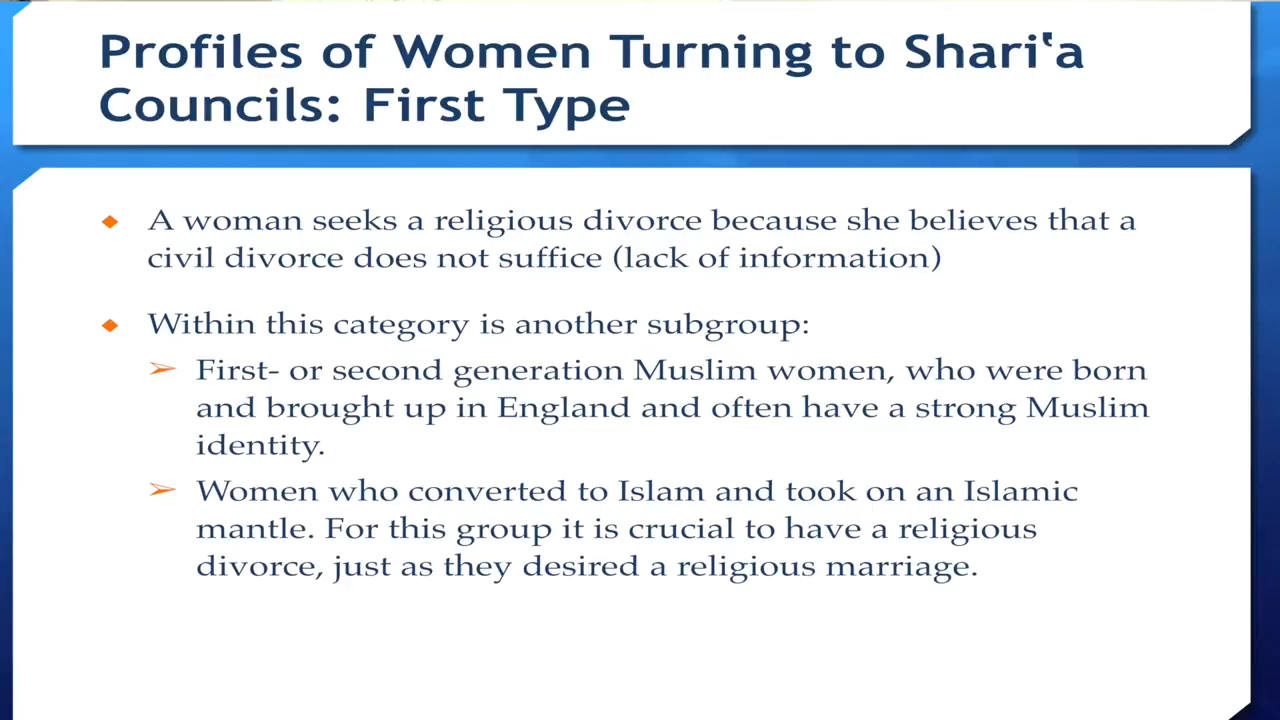 Profiles of Women Turning to Shariʽa
Councils: First Type
◆ A woman seeks a religious divorce because she believes that a
civil divorce does not suffice (lack of information)
◆ Within this category is another subgroup:
➢ First- or second generation Muslim women, who were born
and brought up in England and often have a strong Muslim
identity.
➢ Women who converted to Islam and took on an Islamic
mantle. For this group it is crucial to have a religious
divorce, just as they desired a religious marriage.